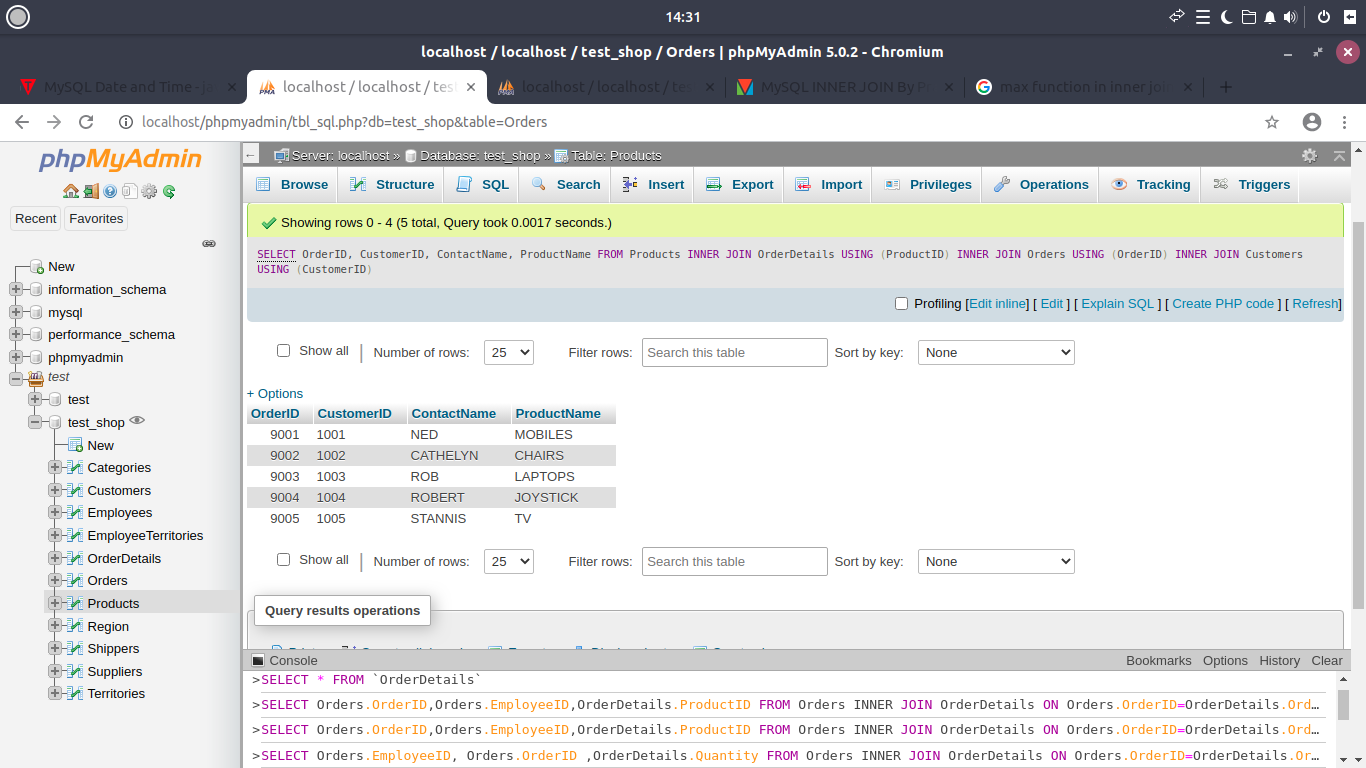 14:31
localhost / localhost / test_shop / Orders | phpMyAdmin 5.0.2 - Chromium
MySQL Date and Time - ja
localhost / localhost / test
localhost / localhost / test
MySQL INNER JOIN By P
max function in inner join
localhost/phpmyadmin/tbl_sql.php?db=test_shop&table=Orders
phpMyAdmin
Recent Favorites
New
information_schema
mysql
performance_schema
phpmyadmin
test
test
test_shop
New
Categories
Customers
Employees
EmployeeTerritories
OrderDetails
Orders
Products
Region
Shippers
Suppliers
Territories
Server: localhost » Database: test_shop » Table: Products
Browse Structure SQL Search Insert Export Import Privileges Operations Tracking Triggers
Showing rows 0 - 4 (5 total, Query took 0.0017 seconds.)
SELECT OrderID, CustomerID, ContactName, ProductName FROM Products INNER JOIN OrderDetails USING (ProductID) INNER JOIN Orders USING (OrderID) INNER JOIN Customers
USING (CustomerID)
Profiling [Edit inline] [ Edit ] [ Explain SQL ] [ Create PHP code ] [ Refresh]
Show all | Number of rows: 25 Filter rows: Search this table Sort by key: None
+ Options
OrderID CustomerID ContactName ProductName
9001 1001 NED MOBILES
9002 1002 CATHELYN CHAIRS
9003 1003 ROB LAPTOPS
9004 1004 ROBERT JOYSTICK
9005 1005 STANNIS TV
Show all | Number of rows: 25 Filter rows: Search this table Sort by key: None
Query results operations
Console Bookmarks Options History Clear
>SELECT * FROM `OrderDetails`
>SELECT Orders.OrderID,Orders.EmployeeID,OrderDetails.ProductID FROM Orders INNER JOIN OrderDetails ON Orders.OrderID=OrderDetails.Ord…
>SELECT Orders.OrderID,Orders.EmployeeID,OrderDetails.ProductID FROM Orders INNER JOIN OrderDetails ON Orders.OrderID=OrderDetails.Ord…
>SELECT Orders.EmployeeID, Orders.OrderID ,OrderDetails.Quantity FROM Orders INNER JOIN OrderDetails ON Orders.OrderID=OrderDetails.Or…